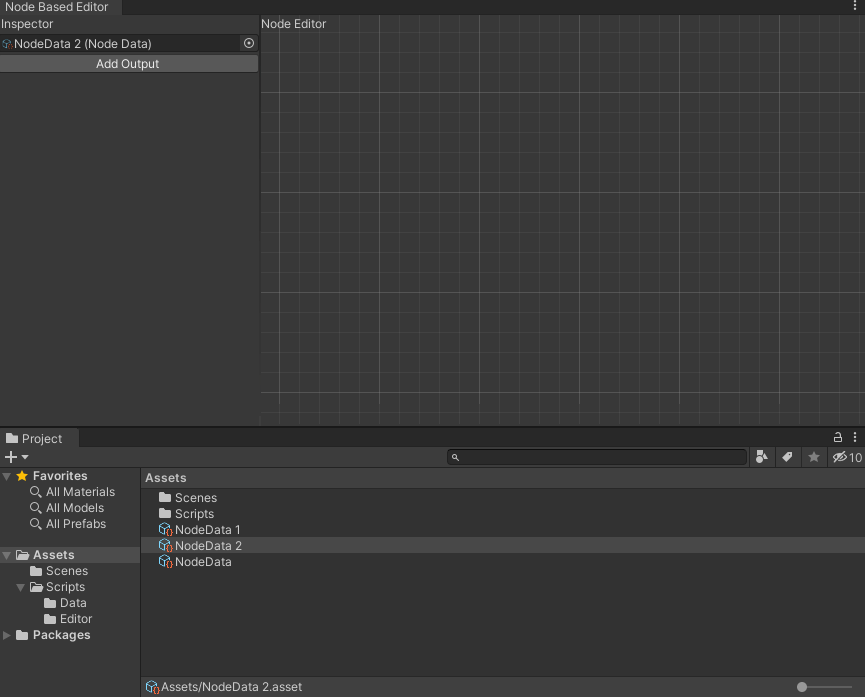 Node Based Editor
Inspector
NodeData 2 (Node Data)
Add Output
Node Editor
Project
10
Favorites
All Materials
All Models
All Prefabs
Assets
Scenes
Scripts
Data
Editor
Packages
Assets
Scenes
Scripts
NodeData 1
NodeData 2
NodeData
Assets/NodeData 2.asset